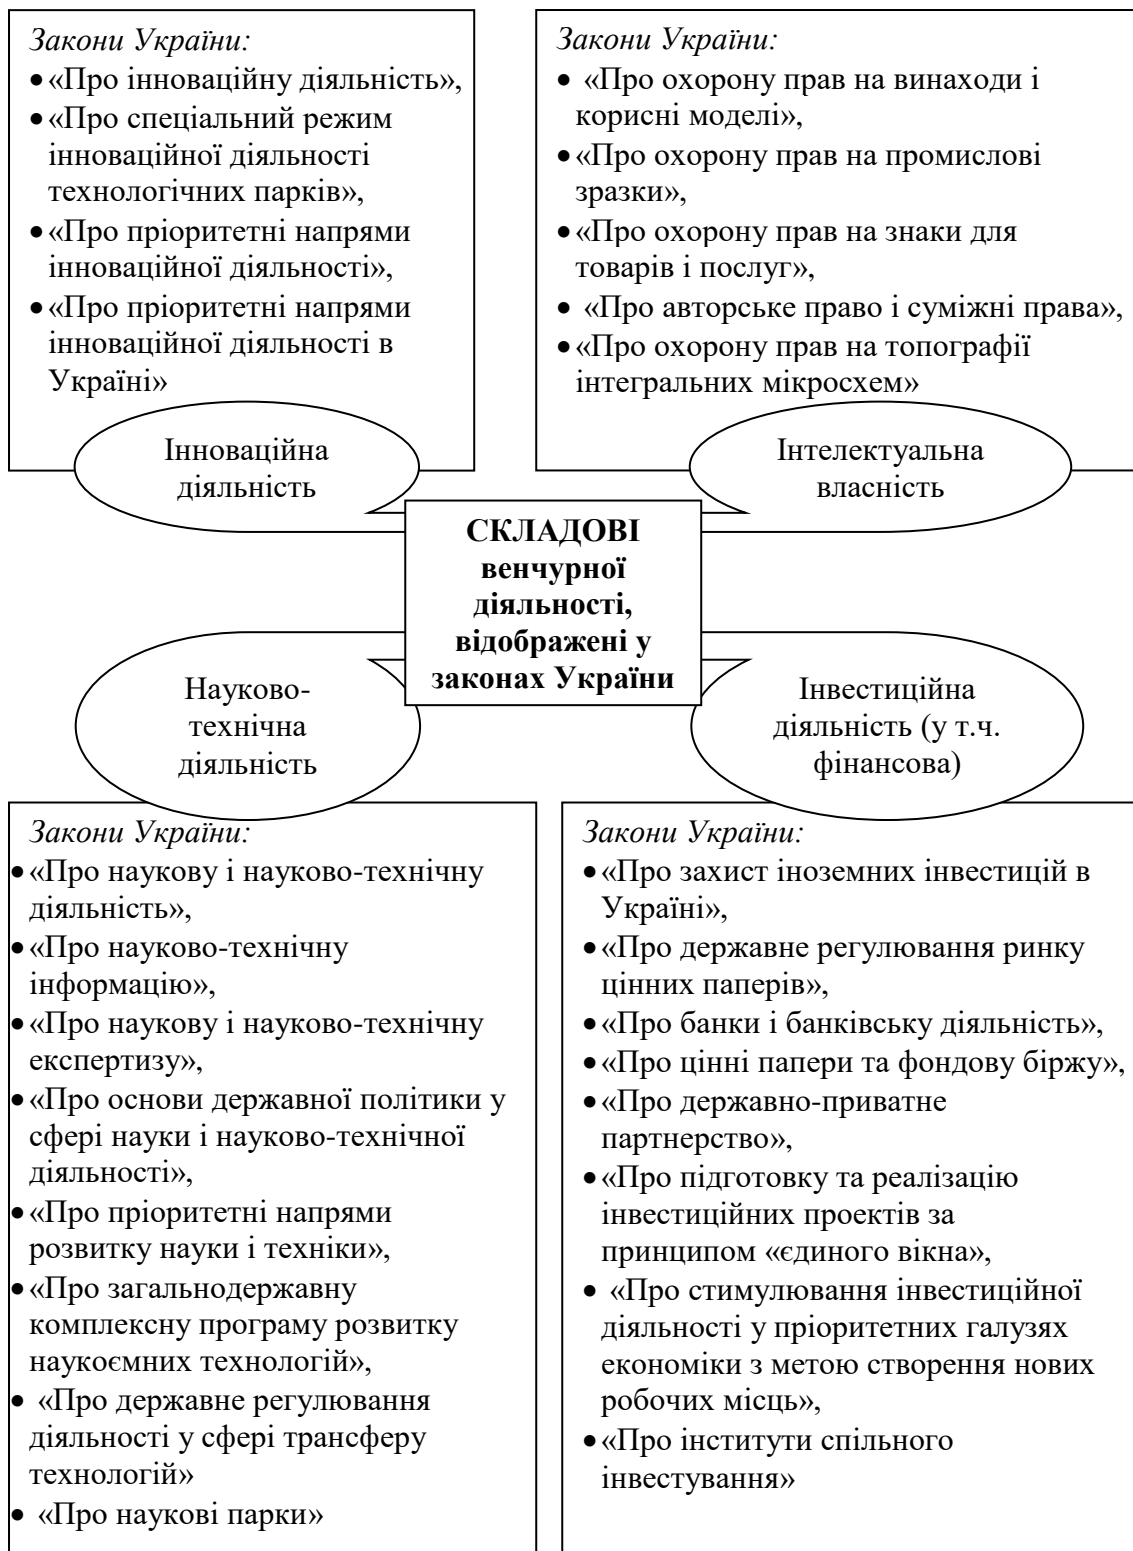 Закони України:
• «Про інноваційну діяльність»,
• «Про спеціальний режим
інноваційної діяльності
технологічних парків»,
• «Про пріоритетні напрями
інноваційної діяльності»,
• «Про пріоритетні напрями
інноваційної діяльності в
Україні»
Інноваційна
діяльність
Закони України:
• «Про охорону прав на винаходи і
корисні моделі»,
• «Про охорону прав на промислові
зразки»,
• «Про охорону прав на знаки для
товарів і послуг»,
• «Про авторське право і суміжні права»,
• «Про охорону прав на топографії
інтегральних мікросхем»
Інтелектуальна
власність
СКЛАДОВІ
венчурної
діяльності,
відображені у
законах України
Науково-
технічна
діяльність
Інвестиційна
діяльність (у т.ч.
фінансова)
Закони України:
• «Про наукову і науково-технічну
діяльність»,
• «Про науково-технічну
інформацію»,
• «Про наукову і науково-технічну
експертизу»,
• «Про основи державної політики у
сфері науки і науково-технічної
діяльності»,
• «Про пріоритетні напрями
розвитку науки і техніки»,
• «Про загальнодержавну
комплексну програму розвитку
наукоємних технологій»,
• «Про державне регулювання
діяльності у сфері трансферу
технологій»
• «Про наукові парки»
Закони України:
• «Про захист іноземних інвестицій в
Україні»,
• «Про державне регулювання ринку
цінних паперів»,
• «Про банки і банківську діяльність»,
• «Про цінні папери та фондову біржу»,
• «Про державно-приватне
партнерство»,
• «Про підготовку та реалізацію
інвестиційних проектів за
принципом «єдиного вікна»,
• «Про стимулювання інвестиційної
діяльності у пріоритетних галузях
економіки з метою створення нових
робочих місць»,
• «Про інститути спільного
інвестування»